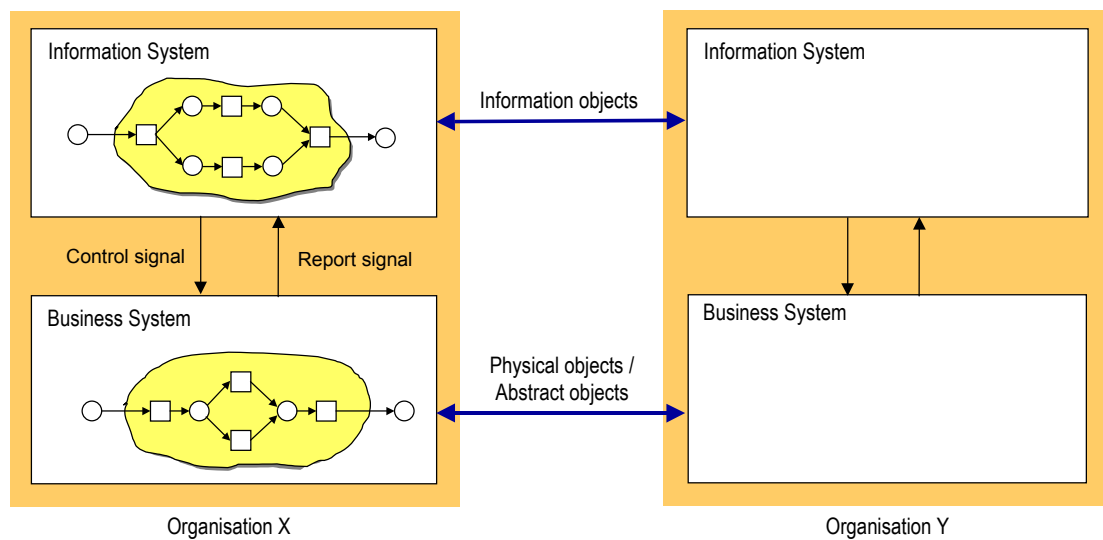 Information System
Information System
Information objects
Control signal
Report signal
Business System
Business System
Physical objects /
Abstract objects
Organisation X
Organisation Y